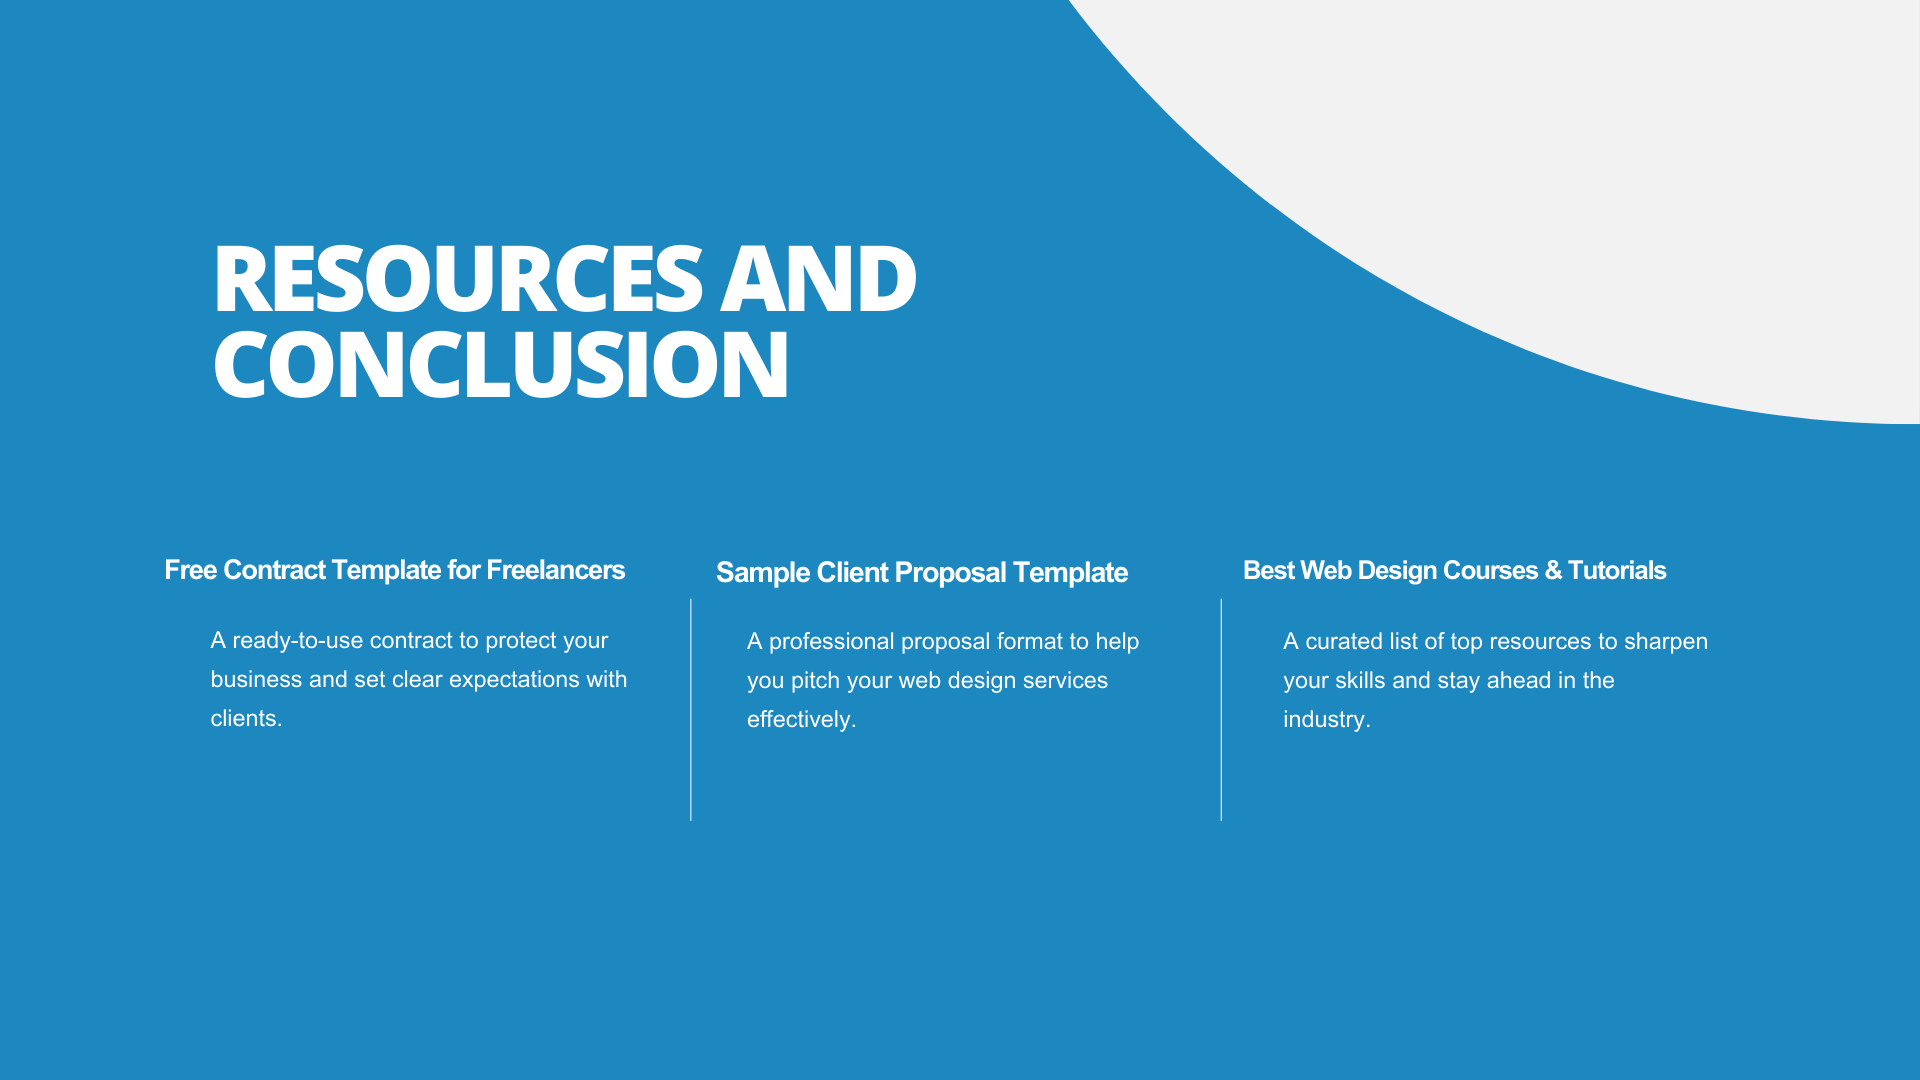 RESOURCES AND
CONCLUSION
Free Contract Template for Freelancers
A ready-to-use contract to protect your
business and set clear expectations with
clients.
Sample Client Proposal Template
A professional proposal format to help
you pitch your web design services
effectively.
Best Web Design Courses & Tutorials
A curated list of top resources to sharpen
your skills and stay ahead in the
industry.